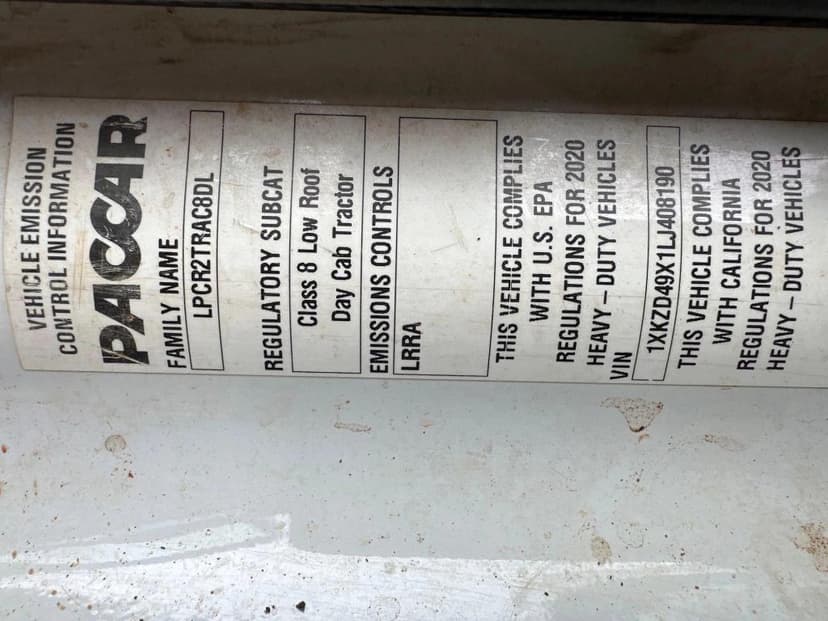 VEHICLE EMISSION
CONTROL INFORMATION
PACCAR
FAMILY NAME
LPCR2TRAC8DL
REGULATORY SUBCAT
Class 8 Low Roof
Day Cab Tractor
EMISSIONS CONTROLS
LRRA
THIS VEHICLE COMPLIES
WITH U.S. EPA
REGULATIONS FOR 2020
HEAVY – DUTY VEHICLES
VIN
1XKZD49X1LJ408190
THIS VEHICLE COMPLIES
WITH CALIFORNIA
REGULATIONS FOR 2020
HEAVY – DUTY VEHICLES